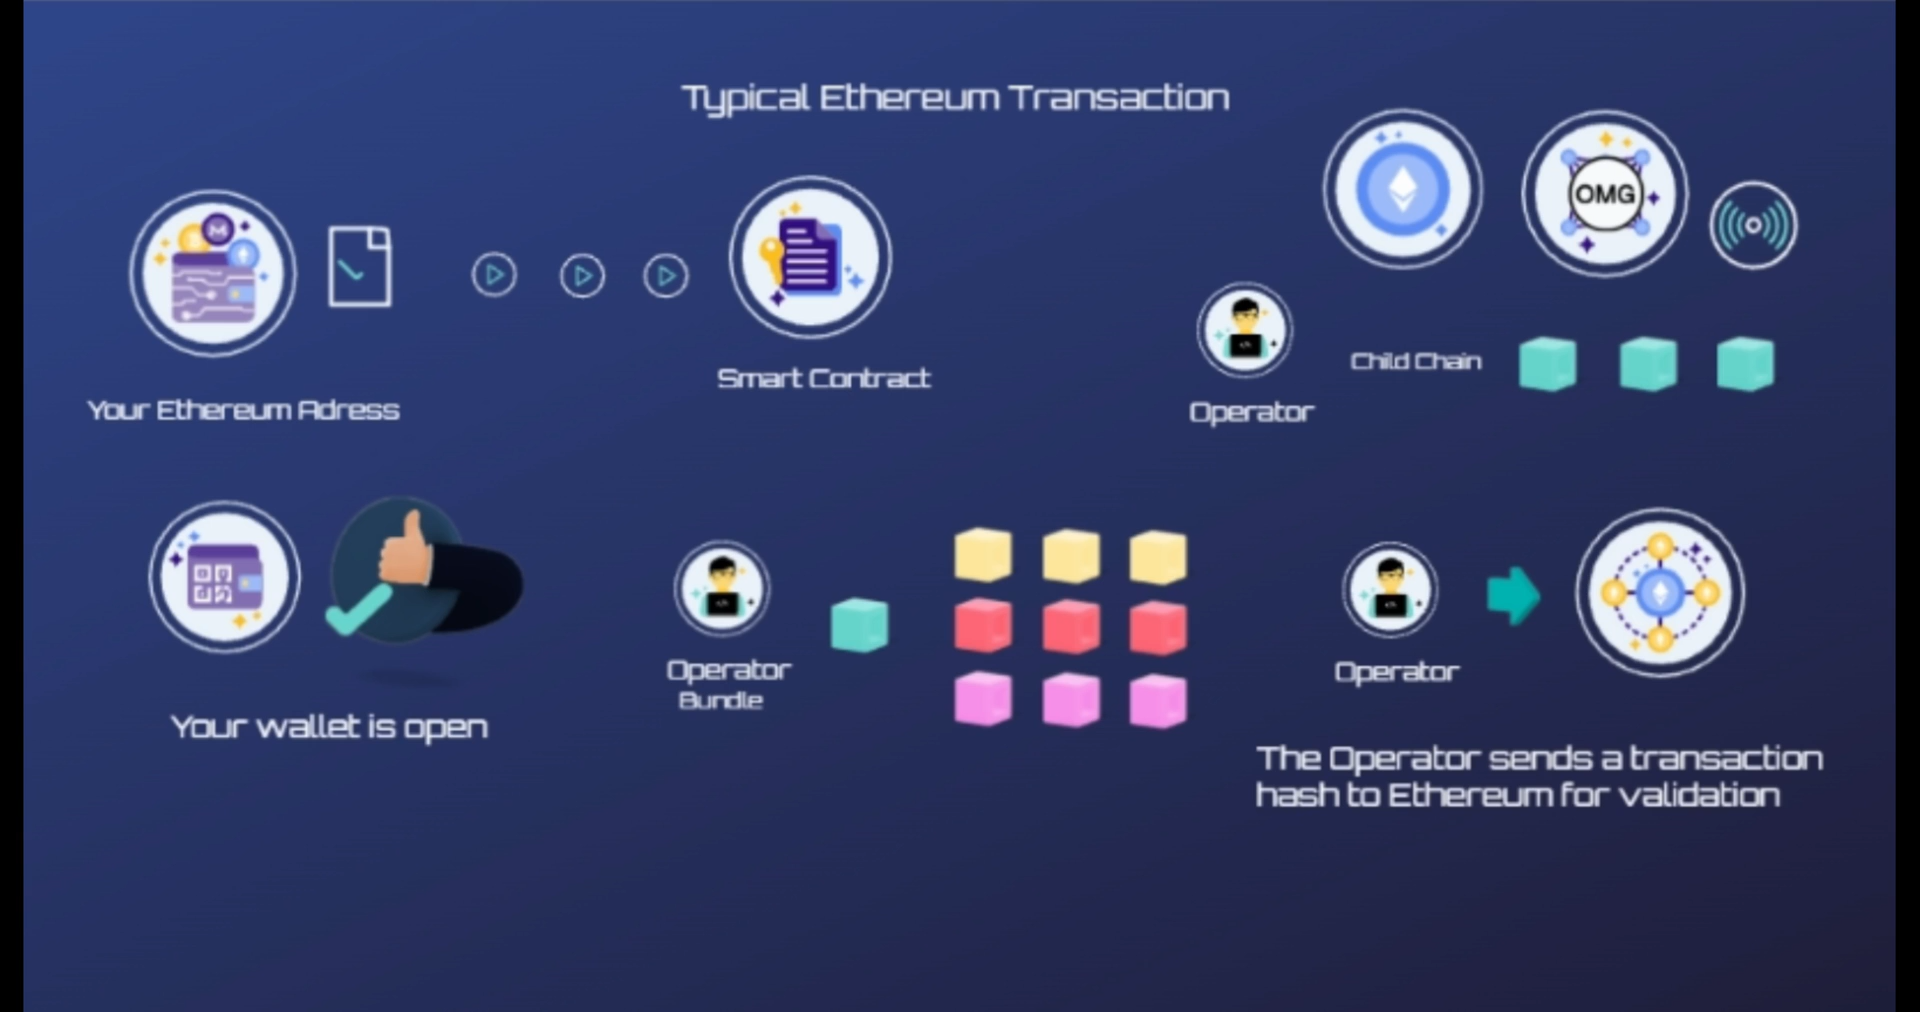 Typical Ethereum Transaction
OMG
Your Ethereum Adress
Smart Contract
Operator
Child Chain
Your wallet is open
Operator
Bundle
Operator
The Operator sends a transaction
hash to Ethereum for validation